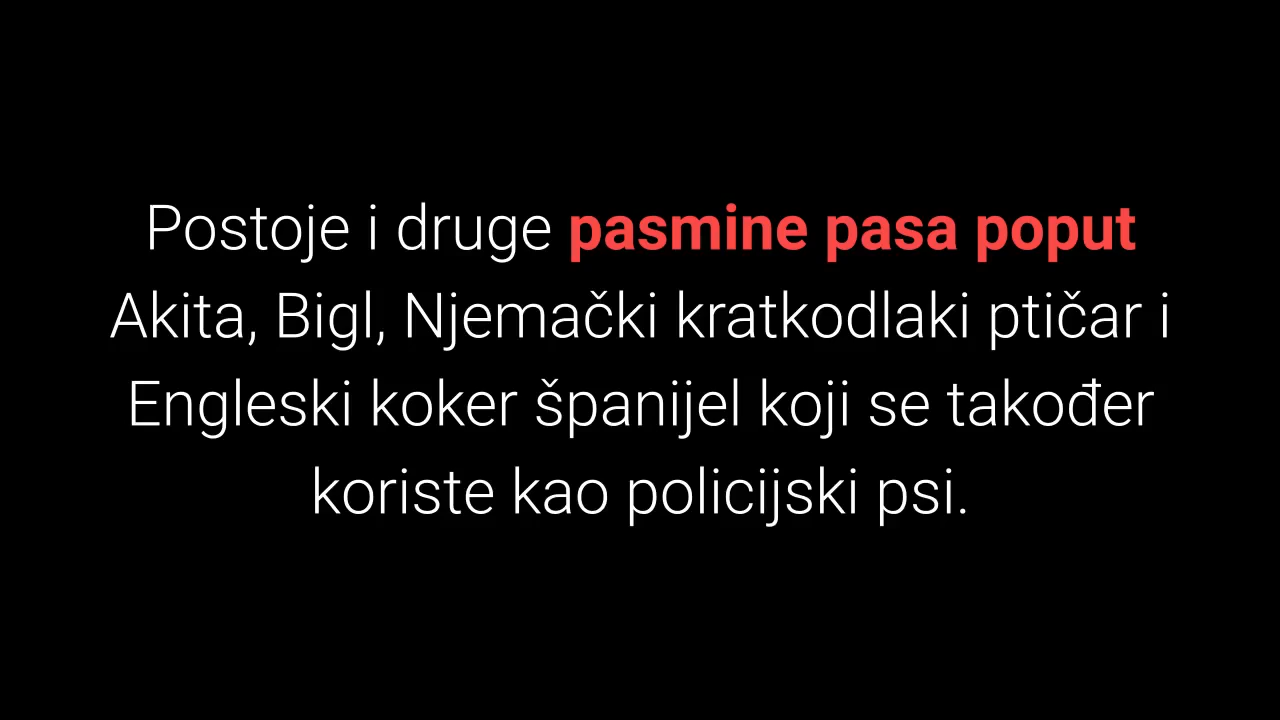 Postoje i druge pasmine pasa poput
Akita, Bigl, Njemački kratkodlaki ptičar i
Engleski koker španijel koji se također
koriste kao policijski psi.